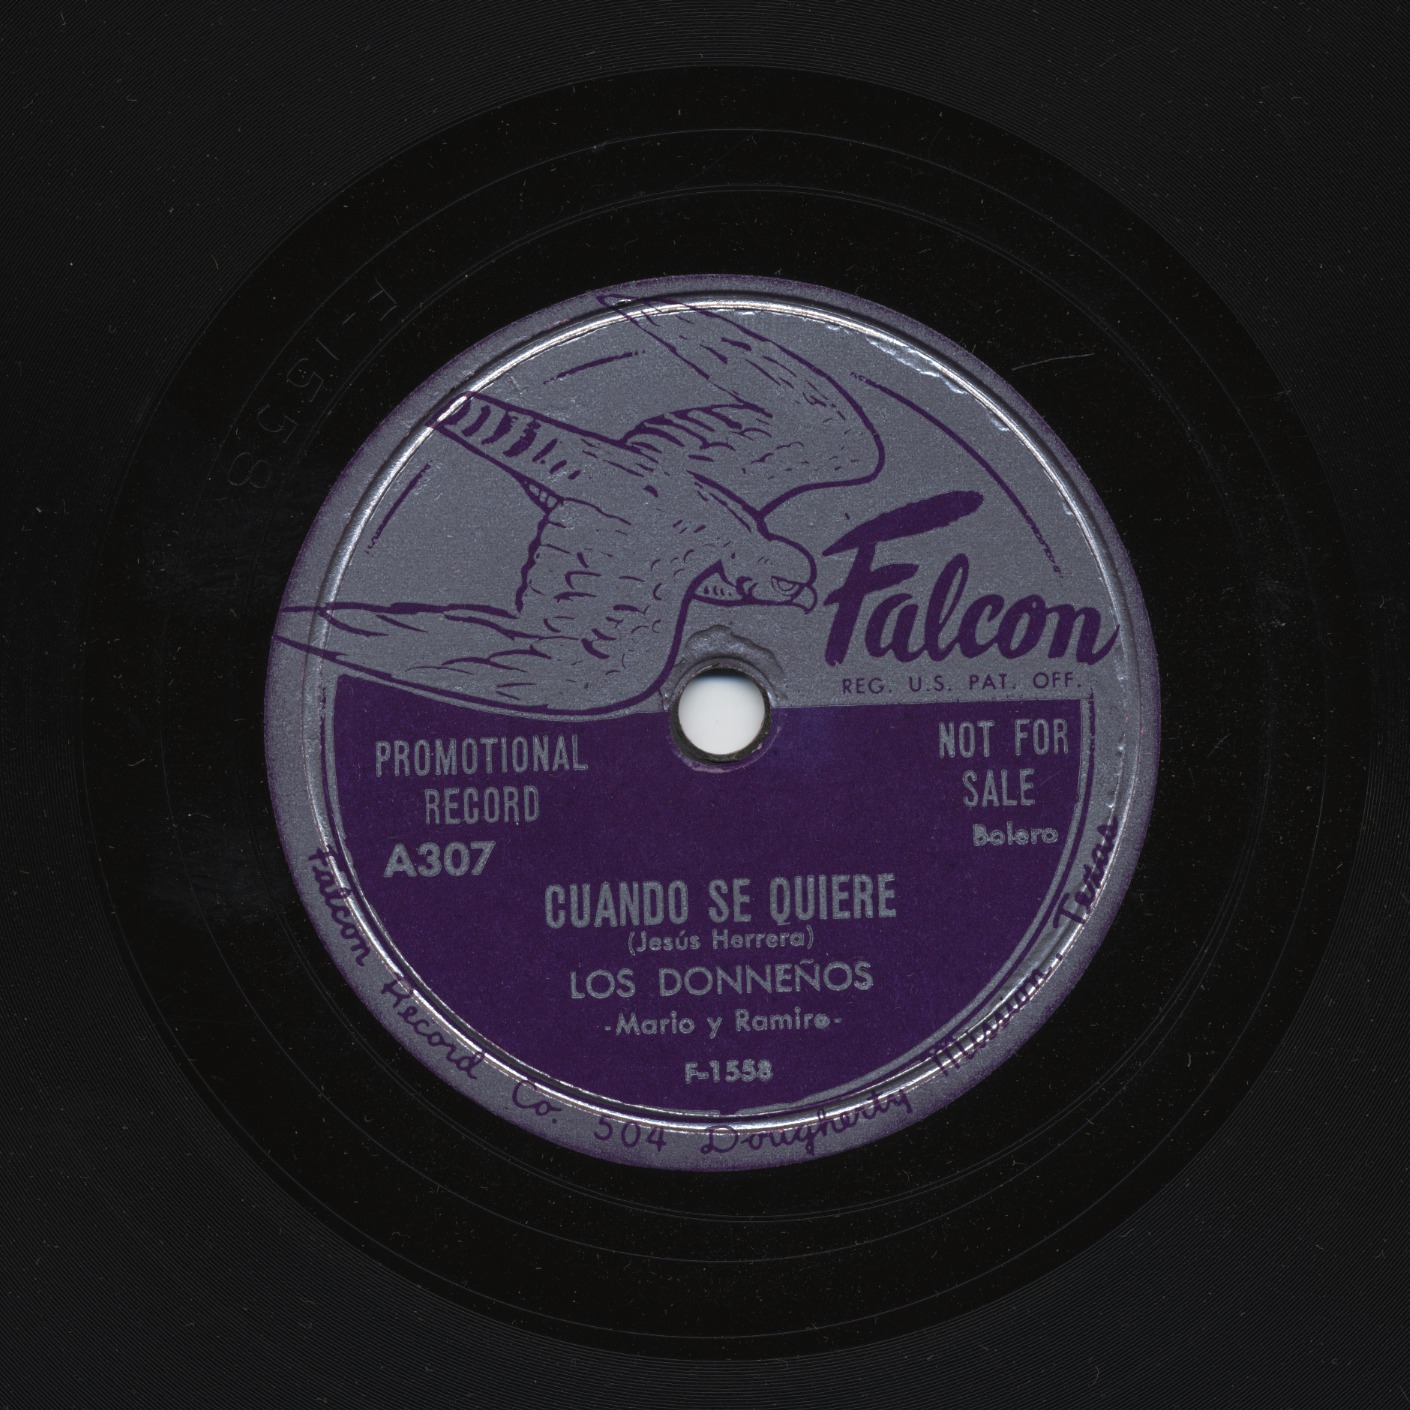 F-1558
Falcon
REG. U.S. PAT. OFF.
PROMOTIONAL
RECORD
A307
NOT FOR
SALE
Bolero
CUANDO SE QUIERE
(Jesús Herrera)
LOS DONNEÑOS
-Mario y Ramiro-
F-1558
Falcon Record Co. 504 Dougherty Mission, Texas